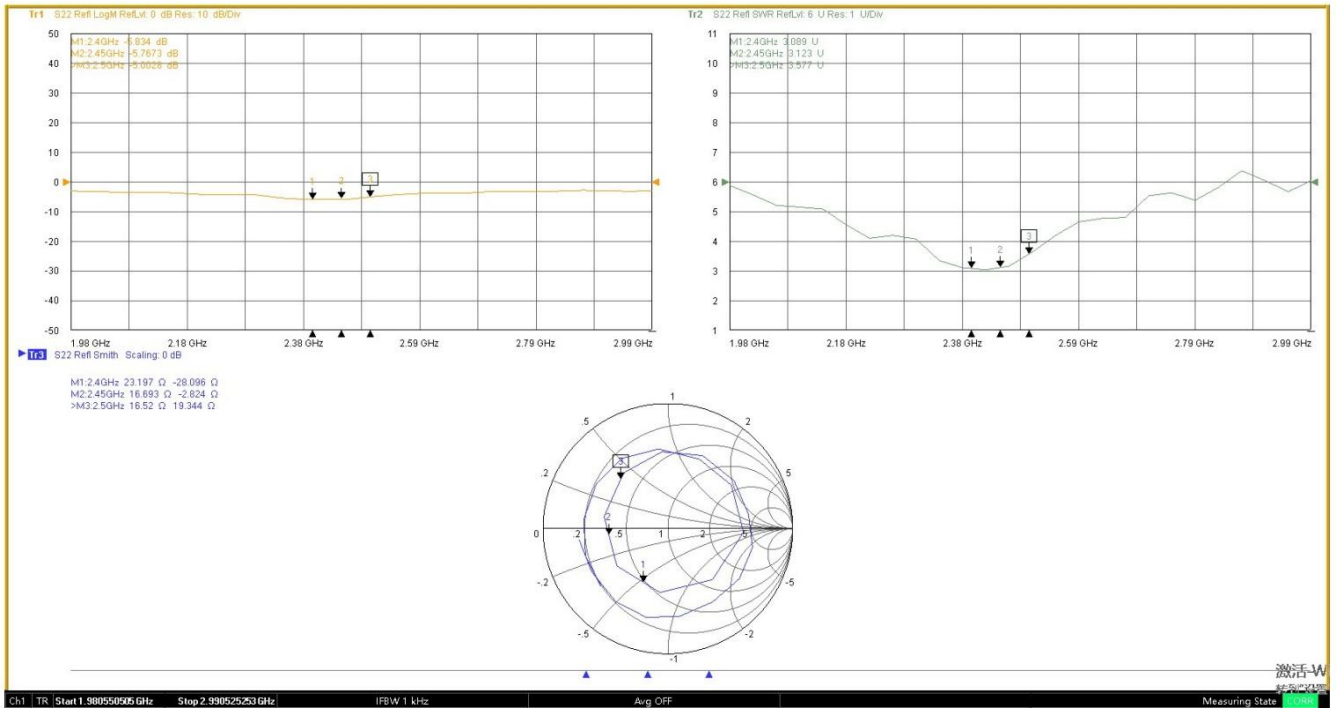 Tr1 S22 Refl LogM RefLvl: 0 dB Res: 10 dB/Div
M1:2.4GHz -5.834 dB
M2:2.45GHz -5.7673 dB
>M3:2.5GHz -5.0028 dB
50
40
30
20
10
0
-10
-20
-30
-40
-50
1 2 3
1.98 GHz 2.18 GHz 2.38 GHz 2.59 GHz 2.79 GHz 2.99 GHz
Tr2 S22 Refl SWR RefLvl: 6 U Res: 1 U/Div
M1:2.4GHz 3.089 U
M2:2.45GHz 3.123 U
>M3:2.5GHz 3.577 U
11
10
9
8
7
6
5
4
3
2
1
1 2 3
1.98 GHz 2.18 GHz 2.38 GHz 2.59 GHz 2.79 GHz 2.99 GHz
Tr3 S22 Refl Smith Scaling: 0 dB
M1:2.4GHz 23.197 Ω -28.096 Ω
M2:2.45GHz 16.693 Ω -2.824 Ω
>M3:2.5GHz 16.52 Ω 19.344 Ω
1
.5 2
.2 3 5
2
0 .2 .5 1 2 5
1
-.2 -5
-.5 -2
-1
激活-W
Ch1 TR Start 1.980550505 GHz Stop 2.990525253 GHz IFBW 1 kHz Avg OFF Measuring State CORR